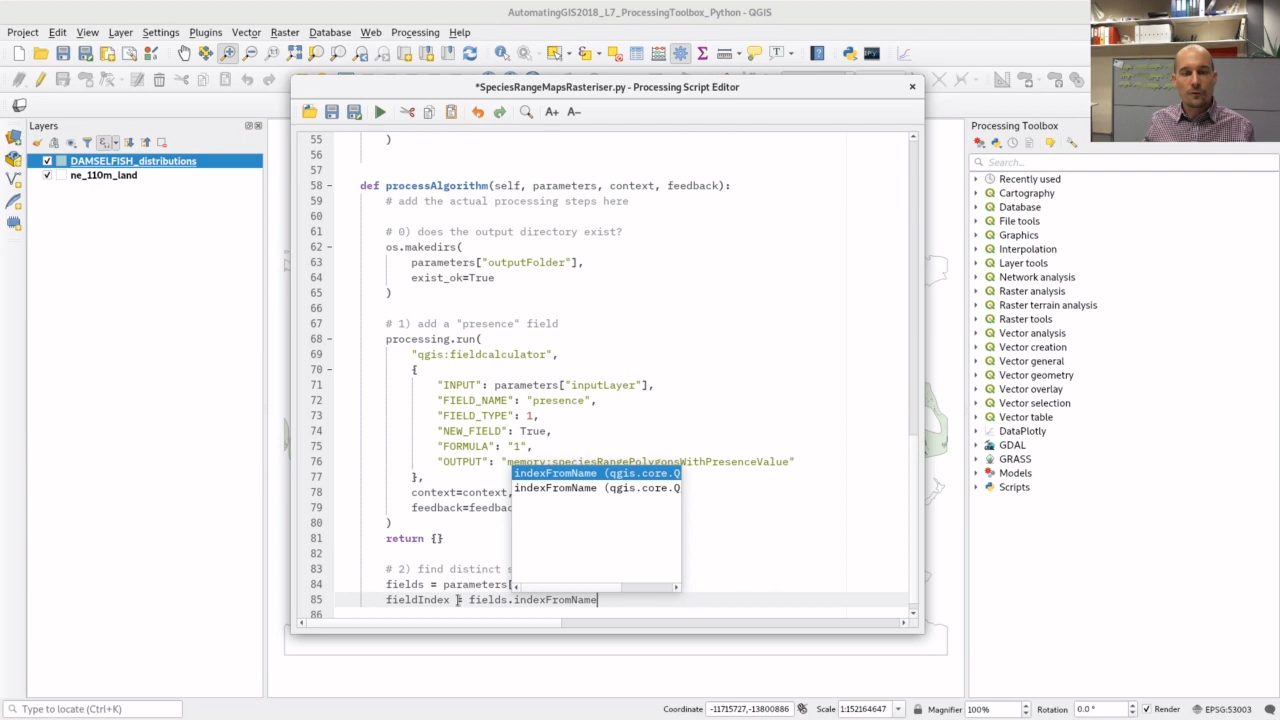 AutomatingGIS2018_L7_ProcessingToolbox_Python - QGIS
Project Edit View Layer Settings Plugins Vector Raster Database Web Processing Help
*SpeciesRangeMapsRasteriser.py - Processing Script Editor
Layers
DAMSELFISH_distributions
ne_110m_land
55 )
56
57
58 def processAlgorithm(self, parameters, context, feedback):
59 # add the actual processing steps here
60
61 # 0) does the output directory exist?
62 os.makedirs(
63 parameters["outputFolder"],
64 exist_ok=True
65 )
66
67 # 1) add a "presence" field
68 processing.run(
69 "qgis:fieldcalculator",
70 {
71 "INPUT": parameters["inputLayer"],
72 "FIELD_NAME": "presence",
73 "FIELD_TYPE": 1,
74 "NEW_FIELD": True,
75 "FORMULA": "1",
76 "OUTPUT": "memory:speciesRangePolygonsWithPresenceValue"
77 },
78 context=context,
79 feedback=feedbac
80 )
81 return {}
82
83 # 2) find distinct s
84 fields = parameters[
85 fieldIndex = fields.indexFromName
86
indexFromName (qgis.core.Q
indexFromName (qgis.core.Q
A+ A-
Processing Toolbox
Search...
Recently used
Cartography
Database
File tools
Graphics
Interpolation
Layer tools
Network analysis
Raster analysis
Raster terrain analysis
Raster tools
Vector analysis
Vector creation
Vector general
Vector geometry
Vector overlay
Vector selection
Vector table
DataPlotly
GDAL
GRASS
Models
Scripts
Type to locate (Ctrl+K)
Coordinate -11715727,-13800886 Scale 1:152164647 Magnifier 100% Rotation 0.0 ° Render EPSG:53003